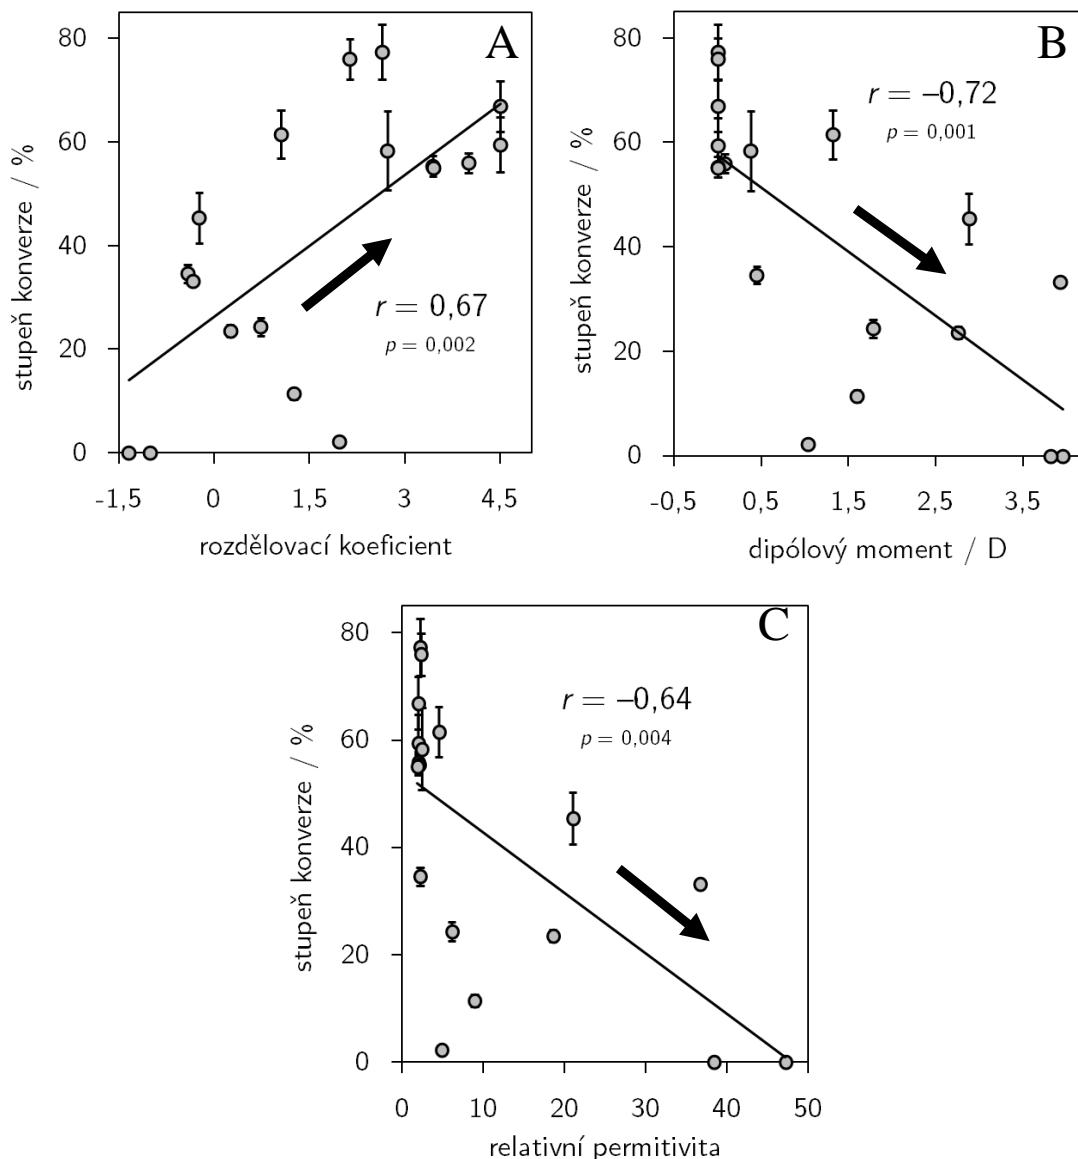 A
stupeň konverze / %
80
60
40
20
0
r = 0,67
p = 0,002
-1,5
0
1,5
3
4,5
rozdělovací koeficient
B
stupeň konverze / %
80
60
40
20
0
r = –0,72
p = 0,001
-0,5
0,5
1,5
2,5
3,5
dipólový moment / D
C
stupeň konverze / %
80
60
40
20
0
r = –0,64
p = 0,004
0
10
20
30
40
50
relativní permitivita